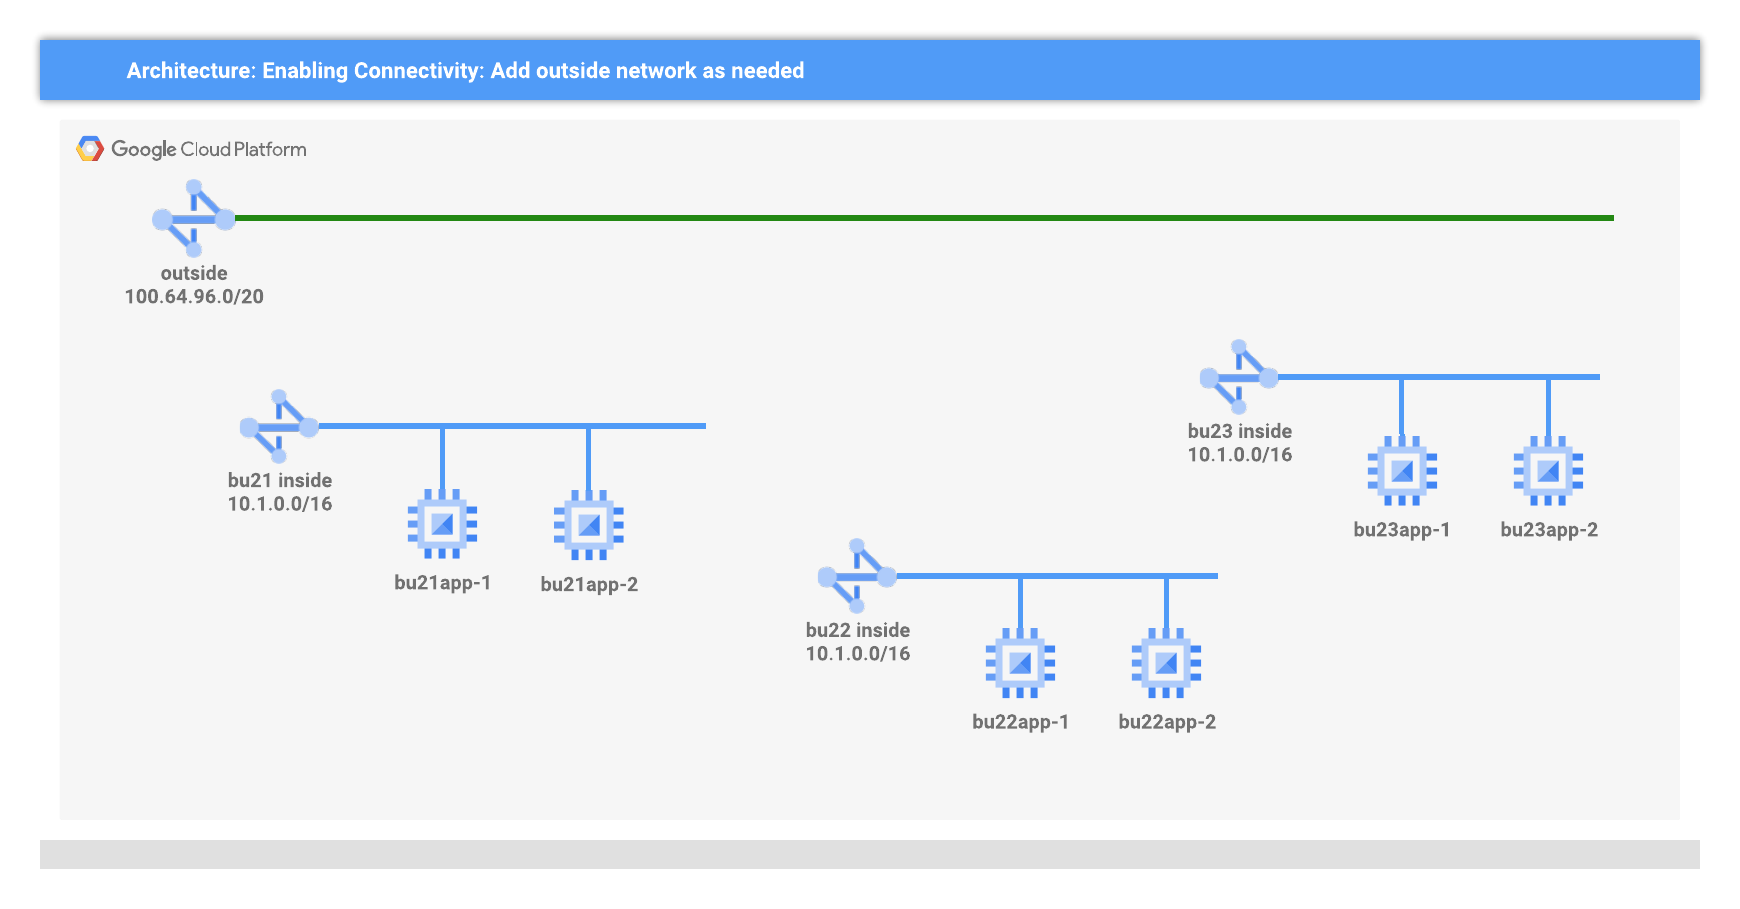 Architecture: Enabling Connectivity: Add outside network as needed
Google Cloud Platform
outside
100.64.96.0/20
bu21 inside
10.1.0.0/16
bu21app-1
bu21app-2
bu22 inside
10.1.0.0/16
bu22app-1
bu22app-2
bu23 inside
10.1.0.0/16
bu23app-1
bu23app-2